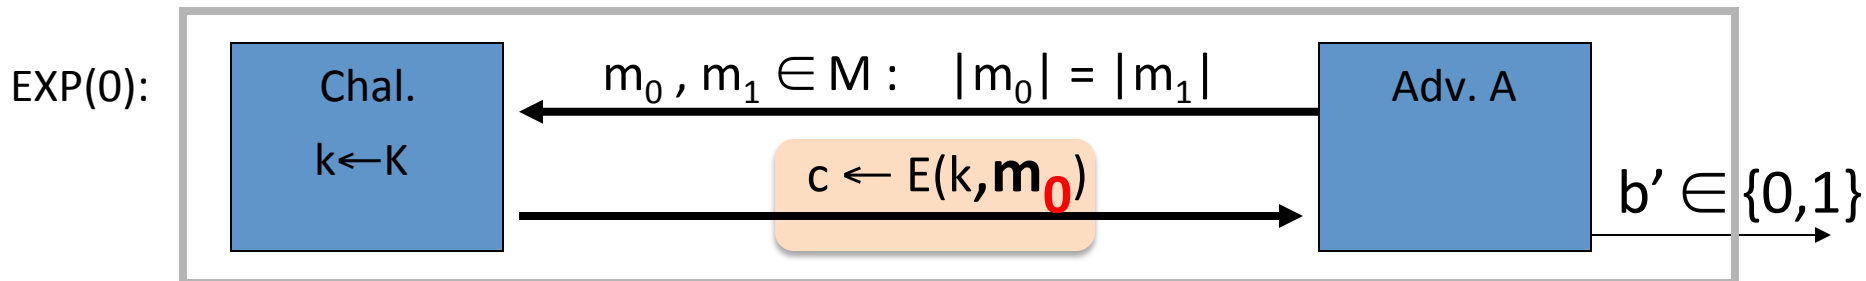 EXP(0):
Chal.
k←K
m₀ , m₁ ∈ M : |m₀| = |m₁|
c ← E(k,m₀)
Adv. A
b’ ∈ {0,1}